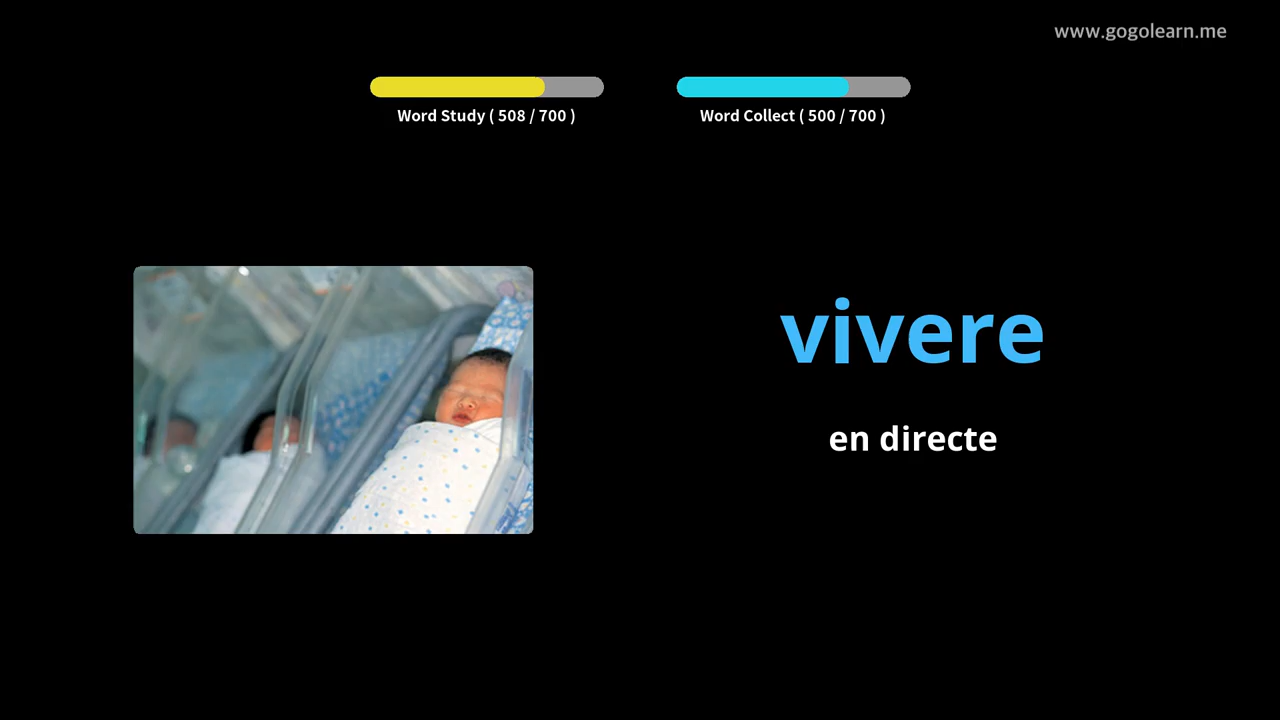 www.gogolearn.me
Word Study ( 508 / 700 )
Word Collect ( 500 / 700 )
vivere
en directe